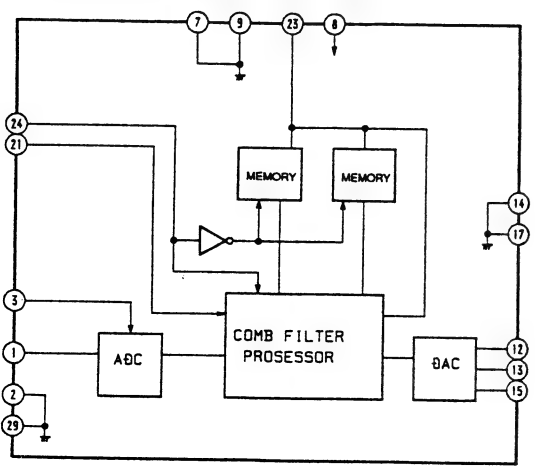 7 9 23 8
24
21
MEMORY MEMORY
14
17
3
COMB FILTER
PROSESSOR
1 ADC DAC 12
13
2 15
29